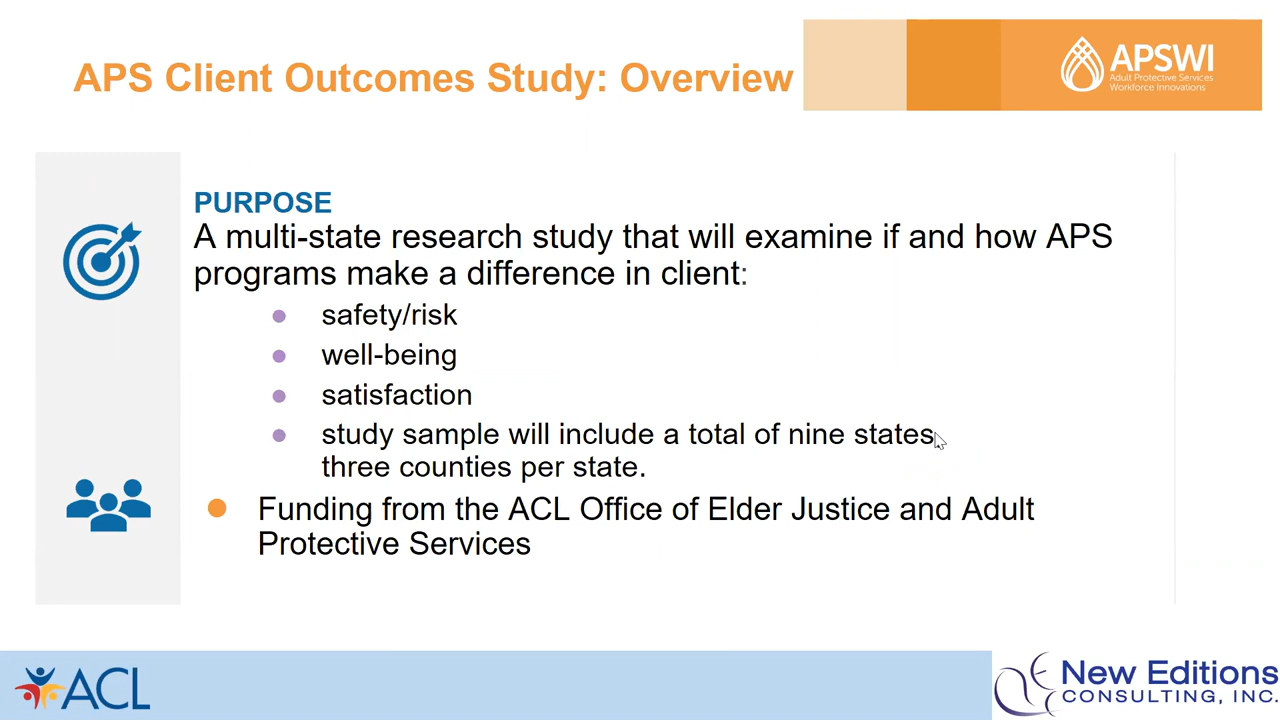 APS Client Outcomes Study: Overview
APSWI
Adult Protective Services
Workforce Innovations
PURPOSE
A multi-state research study that will examine if and how APS
programs make a difference in client:
safety/risk
well-being
satisfaction
study sample will include a total of nine states,
three counties per state.
Funding from the ACL Office of Elder Justice and Adult
Protective Services
ACL
New Editions
CONSULTING, INC.